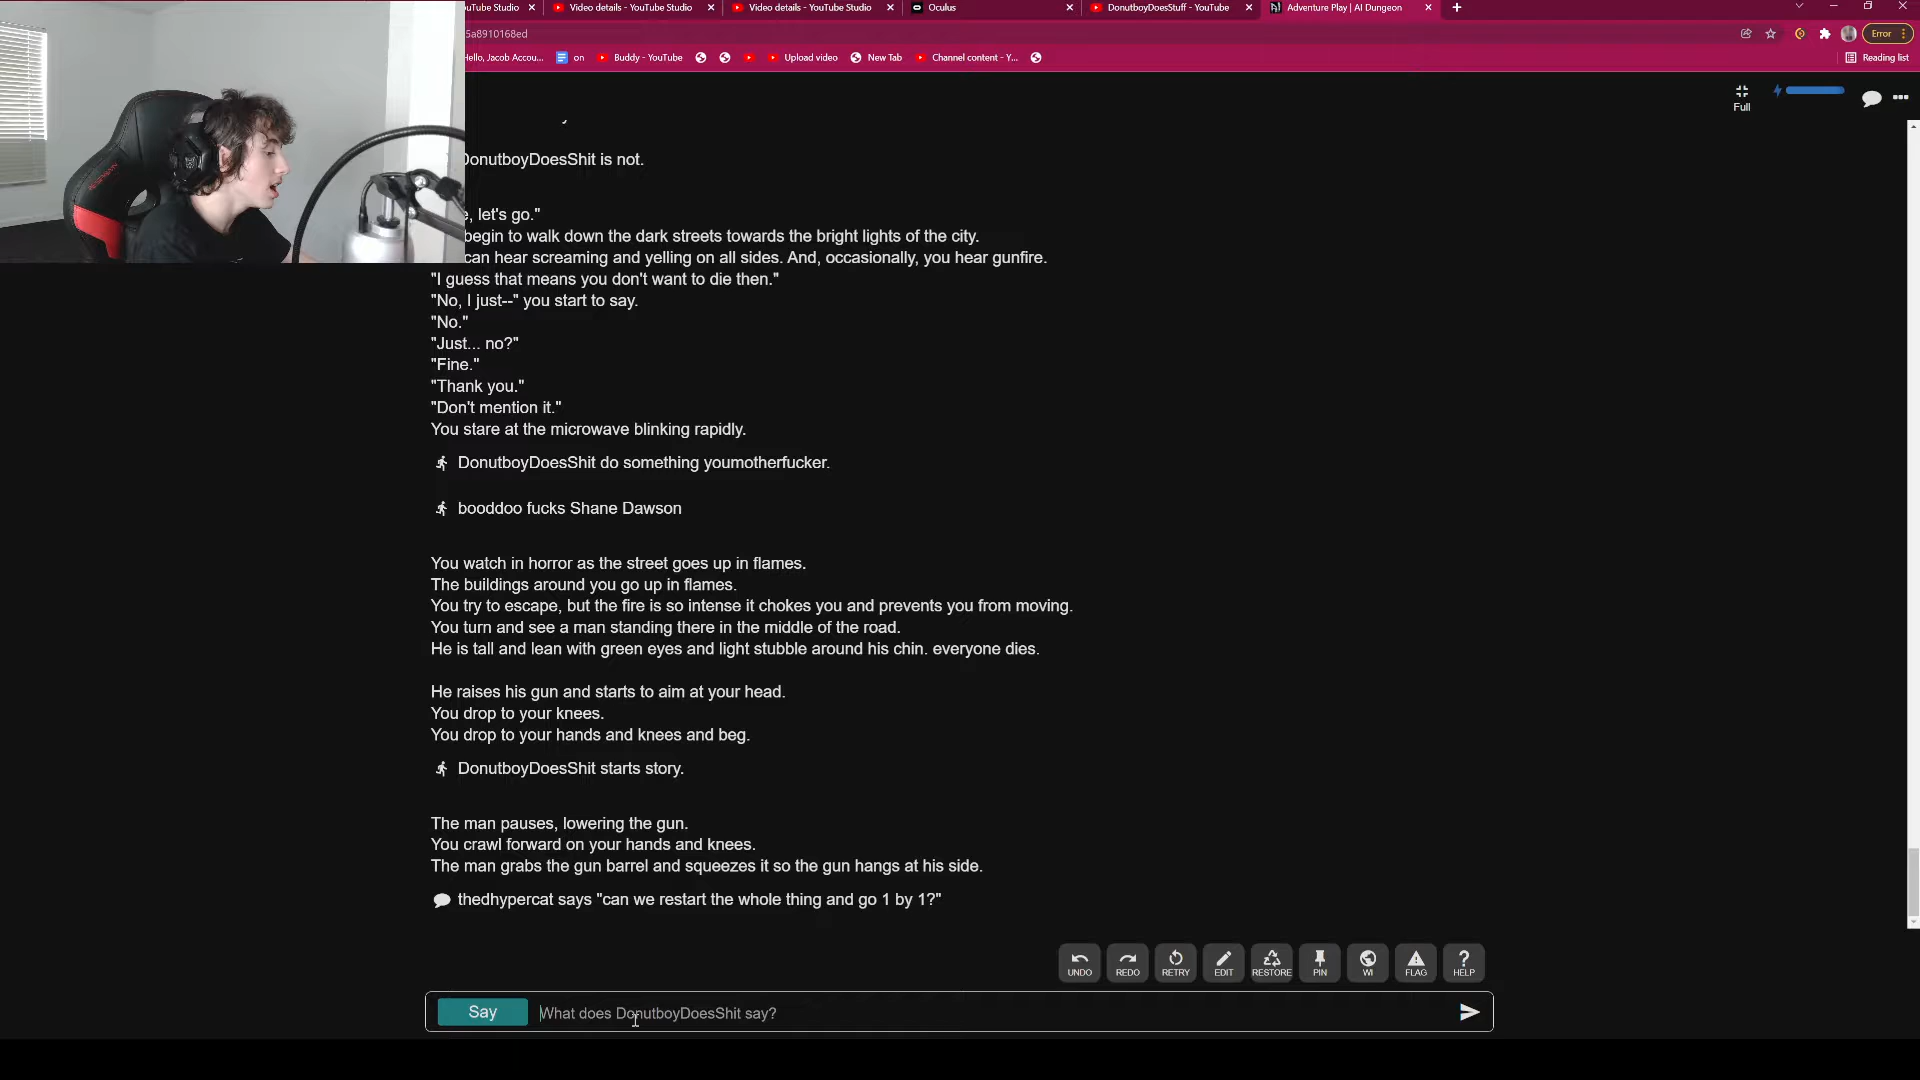 ouTube Studio
Video details - YouTube Studio
Video details - YouTube Studio
Oculus
DonutboyDoesStuff - YouTube
Adventure Play | AI Dungeon
5a8910168ed
Error
Hello, Jacob Accou...
on
Buddy - YouTube
Upload video
New Tab
Channel content - Y...
Reading list
Full
DonutboyDoesShit is not.
e, let's go."
begin to walk down the dark streets towards the bright lights of the city.
can hear screaming and yelling on all sides. And, occasionally, you hear gunfire.
"I guess that means you don't want to die then."
"No, I just--" you start to say.
"No."
"Just... no?"
"Fine."
"Thank you."
"Don't mention it."
You stare at the microwave blinking rapidly.
DonutboyDoesShit do something youmotherfucker.
booddoo fucks Shane Dawson
You watch in horror as the street goes up in flames.
The buildings around you go up in flames.
You try to escape, but the fire is so intense it chokes you and prevents you from moving.
You turn and see a man standing there in the middle of the road.
He is tall and lean with green eyes and light stubble around his chin. everyone dies.
He raises his gun and starts to aim at your head.
You drop to your knees.
You drop to your hands and knees and beg.
DonutboyDoesShit starts story.
The man pauses, lowering the gun.
You crawl forward on your hands and knees.
The man grabs the gun barrel and squeezes it so the gun hangs at his side.
thedhypercat says "can we restart the whole thing and go 1 by 1?"
UNDO
REDO
RETRY
EDIT
RESTORE
PIN
WI
FLAG
HELP
Say
What does DonutboyDoesShit say?